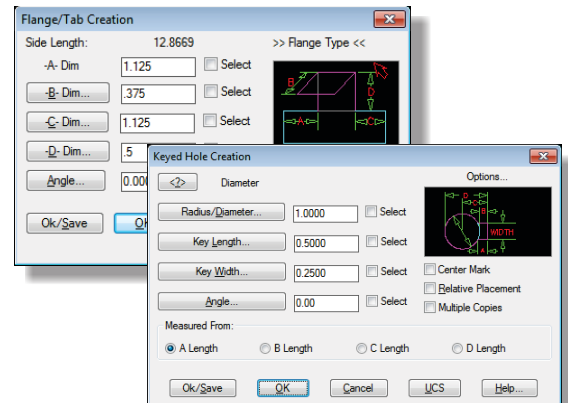 Flange/Tab Creation
Side Length: 12.8669 >> Flange Type <<
-A- Dim 1.125 Select
-B- Dim... .375 Select
-C- Dim... 1.125 Select
-D- Dim... .5
Angle... 0.00
Ok/Save
B D
A C
Keyed Hole Creation
<?> Diameter Options...
Radius/Diameter... 1.0000 Select
Key Length... 0.5000 Select
Key Width... 0.2500 Select
Angle... 0.00 Select
D
C
B
WIDTH
A
Center Mark
Relative Placement
Multiple Copies
Measured From:
A Length B Length C Length D Length
Ok/Save OK Cancel UCS Help...